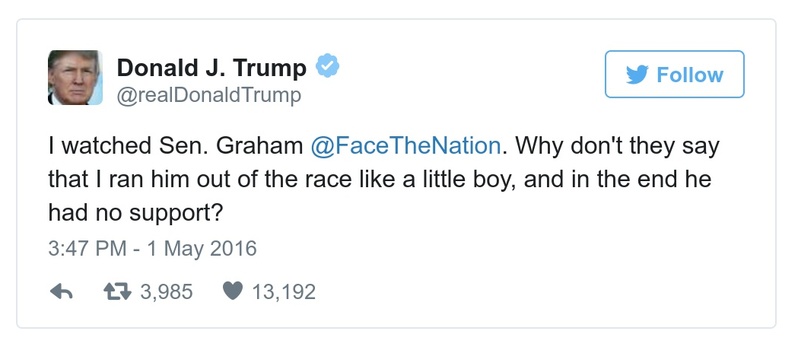 Donald J. Trump
@realDonaldTrump
Follow
I watched Sen. Graham @FaceTheNation. Why don't they say
that I ran him out of the race like a little boy, and in the end he
had no support?
3:47 PM - 1 May 2016
3,985 13,192